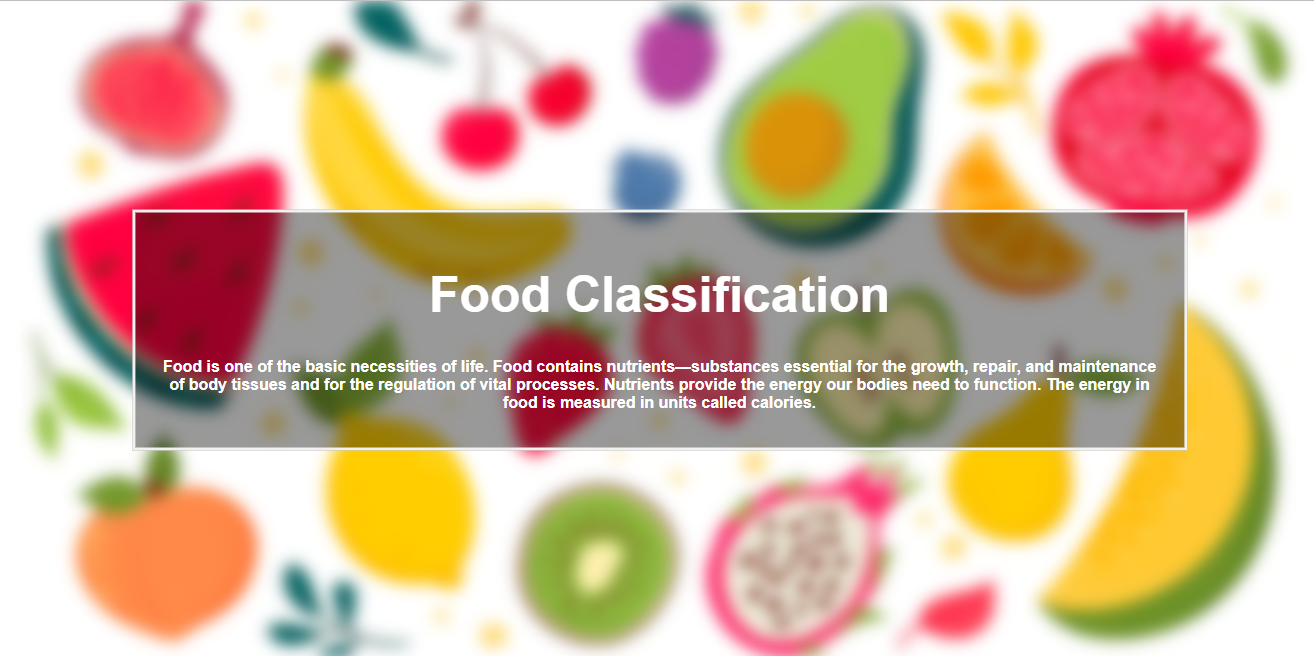 Food Classification
Food is one of the basic necessities of life. Food contains nutrients—substances essential for the growth, repair, and maintenance
of body tissues and for the regulation of vital processes. Nutrients provide the energy our bodies need to function. The energy in
food is measured in units called calories.